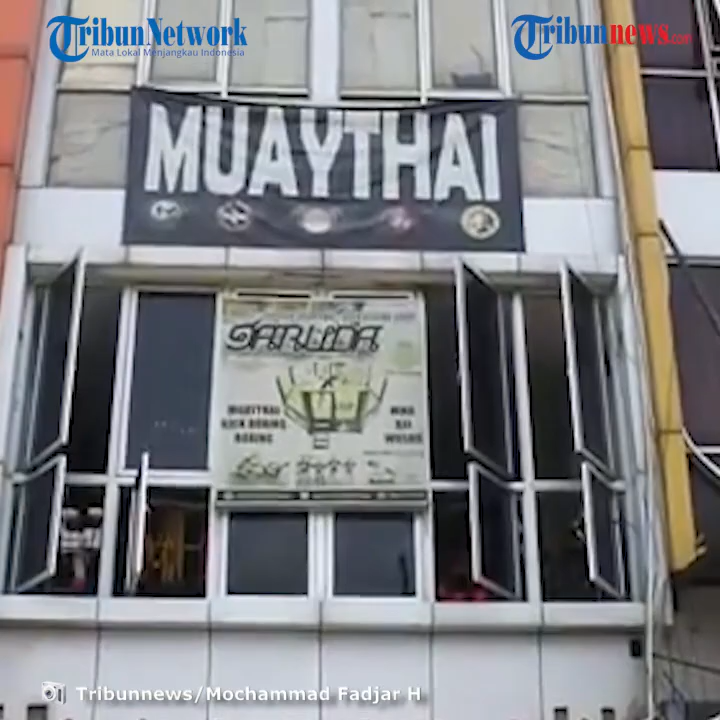 TribunNetwork
Mata Lokal Menjangkau Indonesia
Tribunnews.com
MUAYTHAI
GARUDA
MUAYTHAI
KICK BOXING
BOXING
MMA
BJJ
WUSHU
Tribunnews/Mochammad Fadjar H